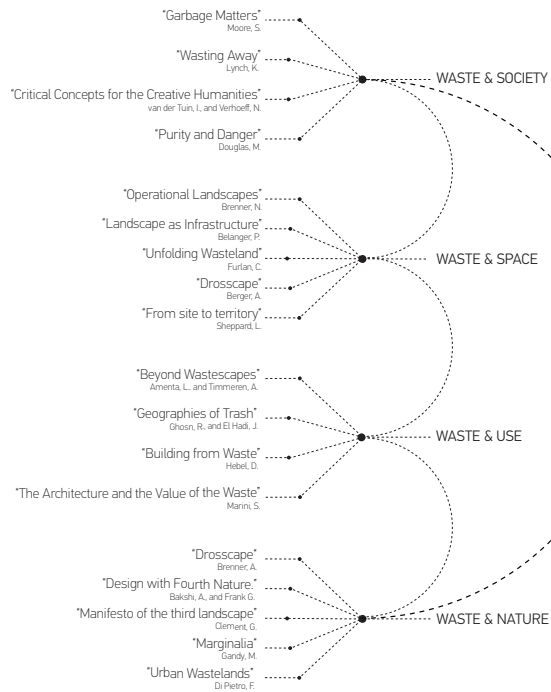 "Garbage Matters"
Moore, S.
"Wasting Away"
Lynch, K.
WASTE & SOCIETY
"Critical Concepts for the Creative Humanities"
van der Tuin, I., and Verhoeff, N.
"Purity and Danger"
Douglas, M.
"Operational Landscapes"
Brenner, N.
"Landscape as Infrastructure"
Belanger, P.
"Unfolding Wasteland"
Furlan, C.
WASTE & SPACE
"Drosscape"
Berger, A.
"From site to territory"
Sheppard, L.
"Beyond Wastescapes"
Amenta, L.. and Timmeren, A.
"Geographies of Trash"
Ghosn, R., and El Hadi, J.
WASTE & USE
"Building from Waste"
Hebel, D.
"The Architecture and the Value of the Waste"
Marini, S.
"Drosscape"
Brenner, A.
"Design with Fourth Nature."
Bakshi, A., and Frank G.
"Manifesto of the third landscape"
Clement, G.
WASTE & NATURE
"Marginalia"
Gandy, M.
"Urban Wastelands"
Di Pietro, F.